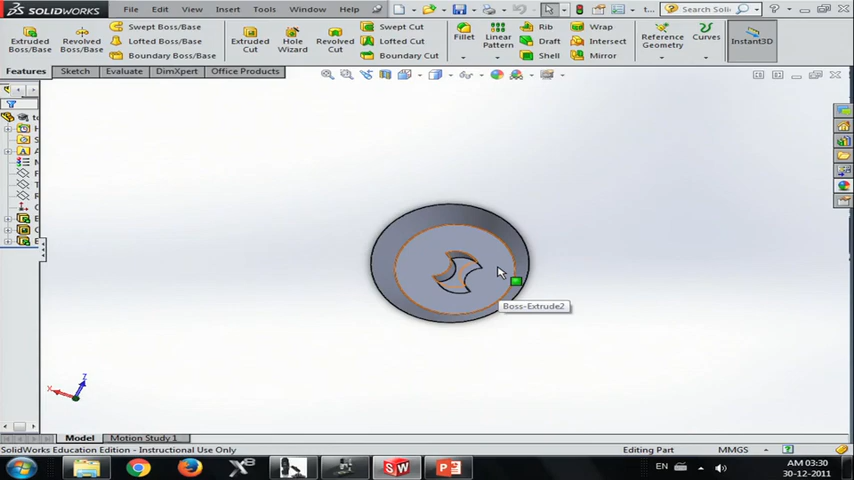 SOLIDWORKS
File Edit View Insert Tools Window Help
t...
Search Solid
Extruded Boss/Base
Revolved Boss/Base
Swept Boss/Base
Lofted Boss/Base
Boundary Boss/Base
Extruded Cut
Hole Wizard
Revolved Cut
Swept Cut
Lofted Cut
Boundary Cut
Fillet
Linear Pattern
Rib
Draft
Shell
Wrap
Intersect
Mirror
Reference Geometry
Curves
Instant3D
Features Sketch Evaluate DimXpert Office Products
Boss-Extrude2
X Z
Model Motion Study 1
SolidWorks Education Edition - Instructional Use Only
Editing Part
MMGS
EN
AM 03:30
30-12-2011